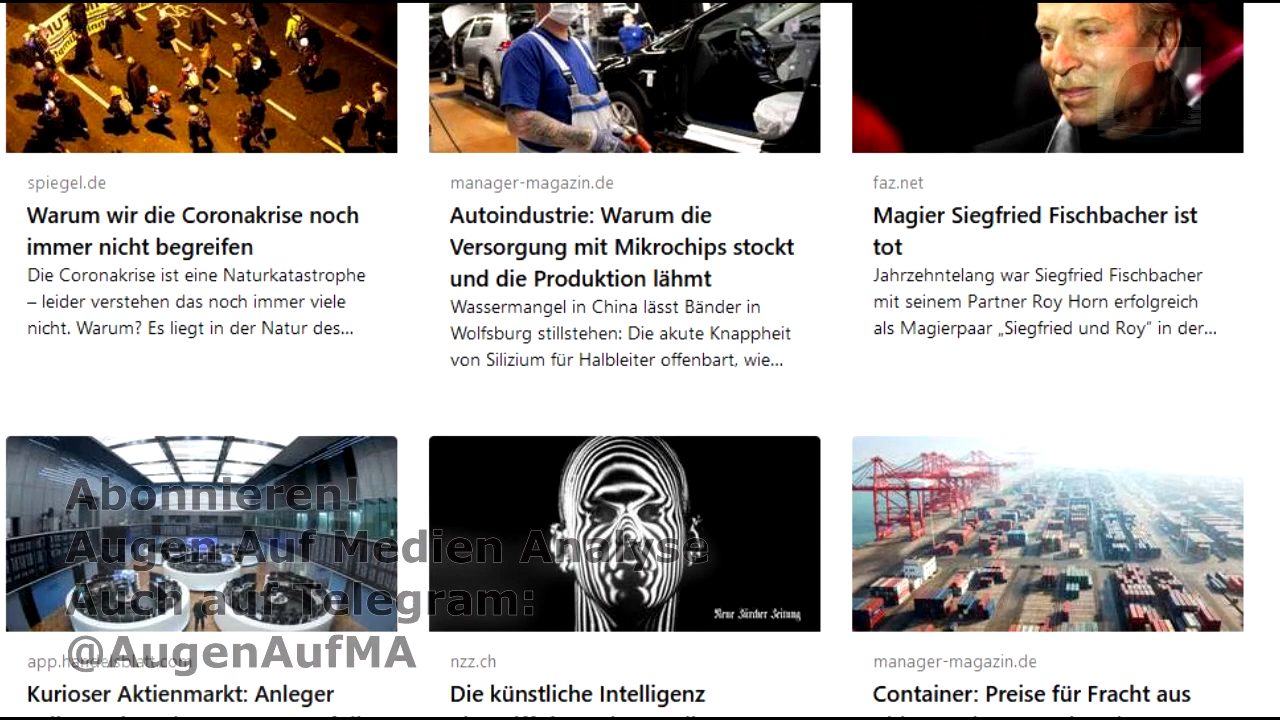 spiegel.de
Warum wir die Coronakrise noch
immer nicht begreifen
Die Coronakrise ist eine Naturkatastrophe
– leider verstehen das noch immer viele
nicht. Warum? Es liegt in der Natur des...
manager-magazin.de
Autoindustrie: Warum die
Versorgung mit Mikrochips stockt
und die Produktion lähmt
Wassermangel in China lässt Bänder in
Wolfsburg stillstehen: Die akute Knappheit
von Silizium für Halbleiter offenbart, wie...
faz.net
Magier Siegfried Fischbacher ist
tot
Jahrzehntelang war Siegfried Fischbacher
mit seinem Partner Roy Horn erfolgreich
als Magierpaar „Siegfried und Roy“ in der...
Abonnieren!
Augen Auf Medien Analyse
Auch auf Telegram:
@AugenAufMA
Neue Zürcher Zeitung
app.handelsblatt.com
Kurioser Aktienmarkt: Anleger
nzz.ch
Die künstliche Intelligenz
manager-magazin.de
Container: Preise für Fracht aus